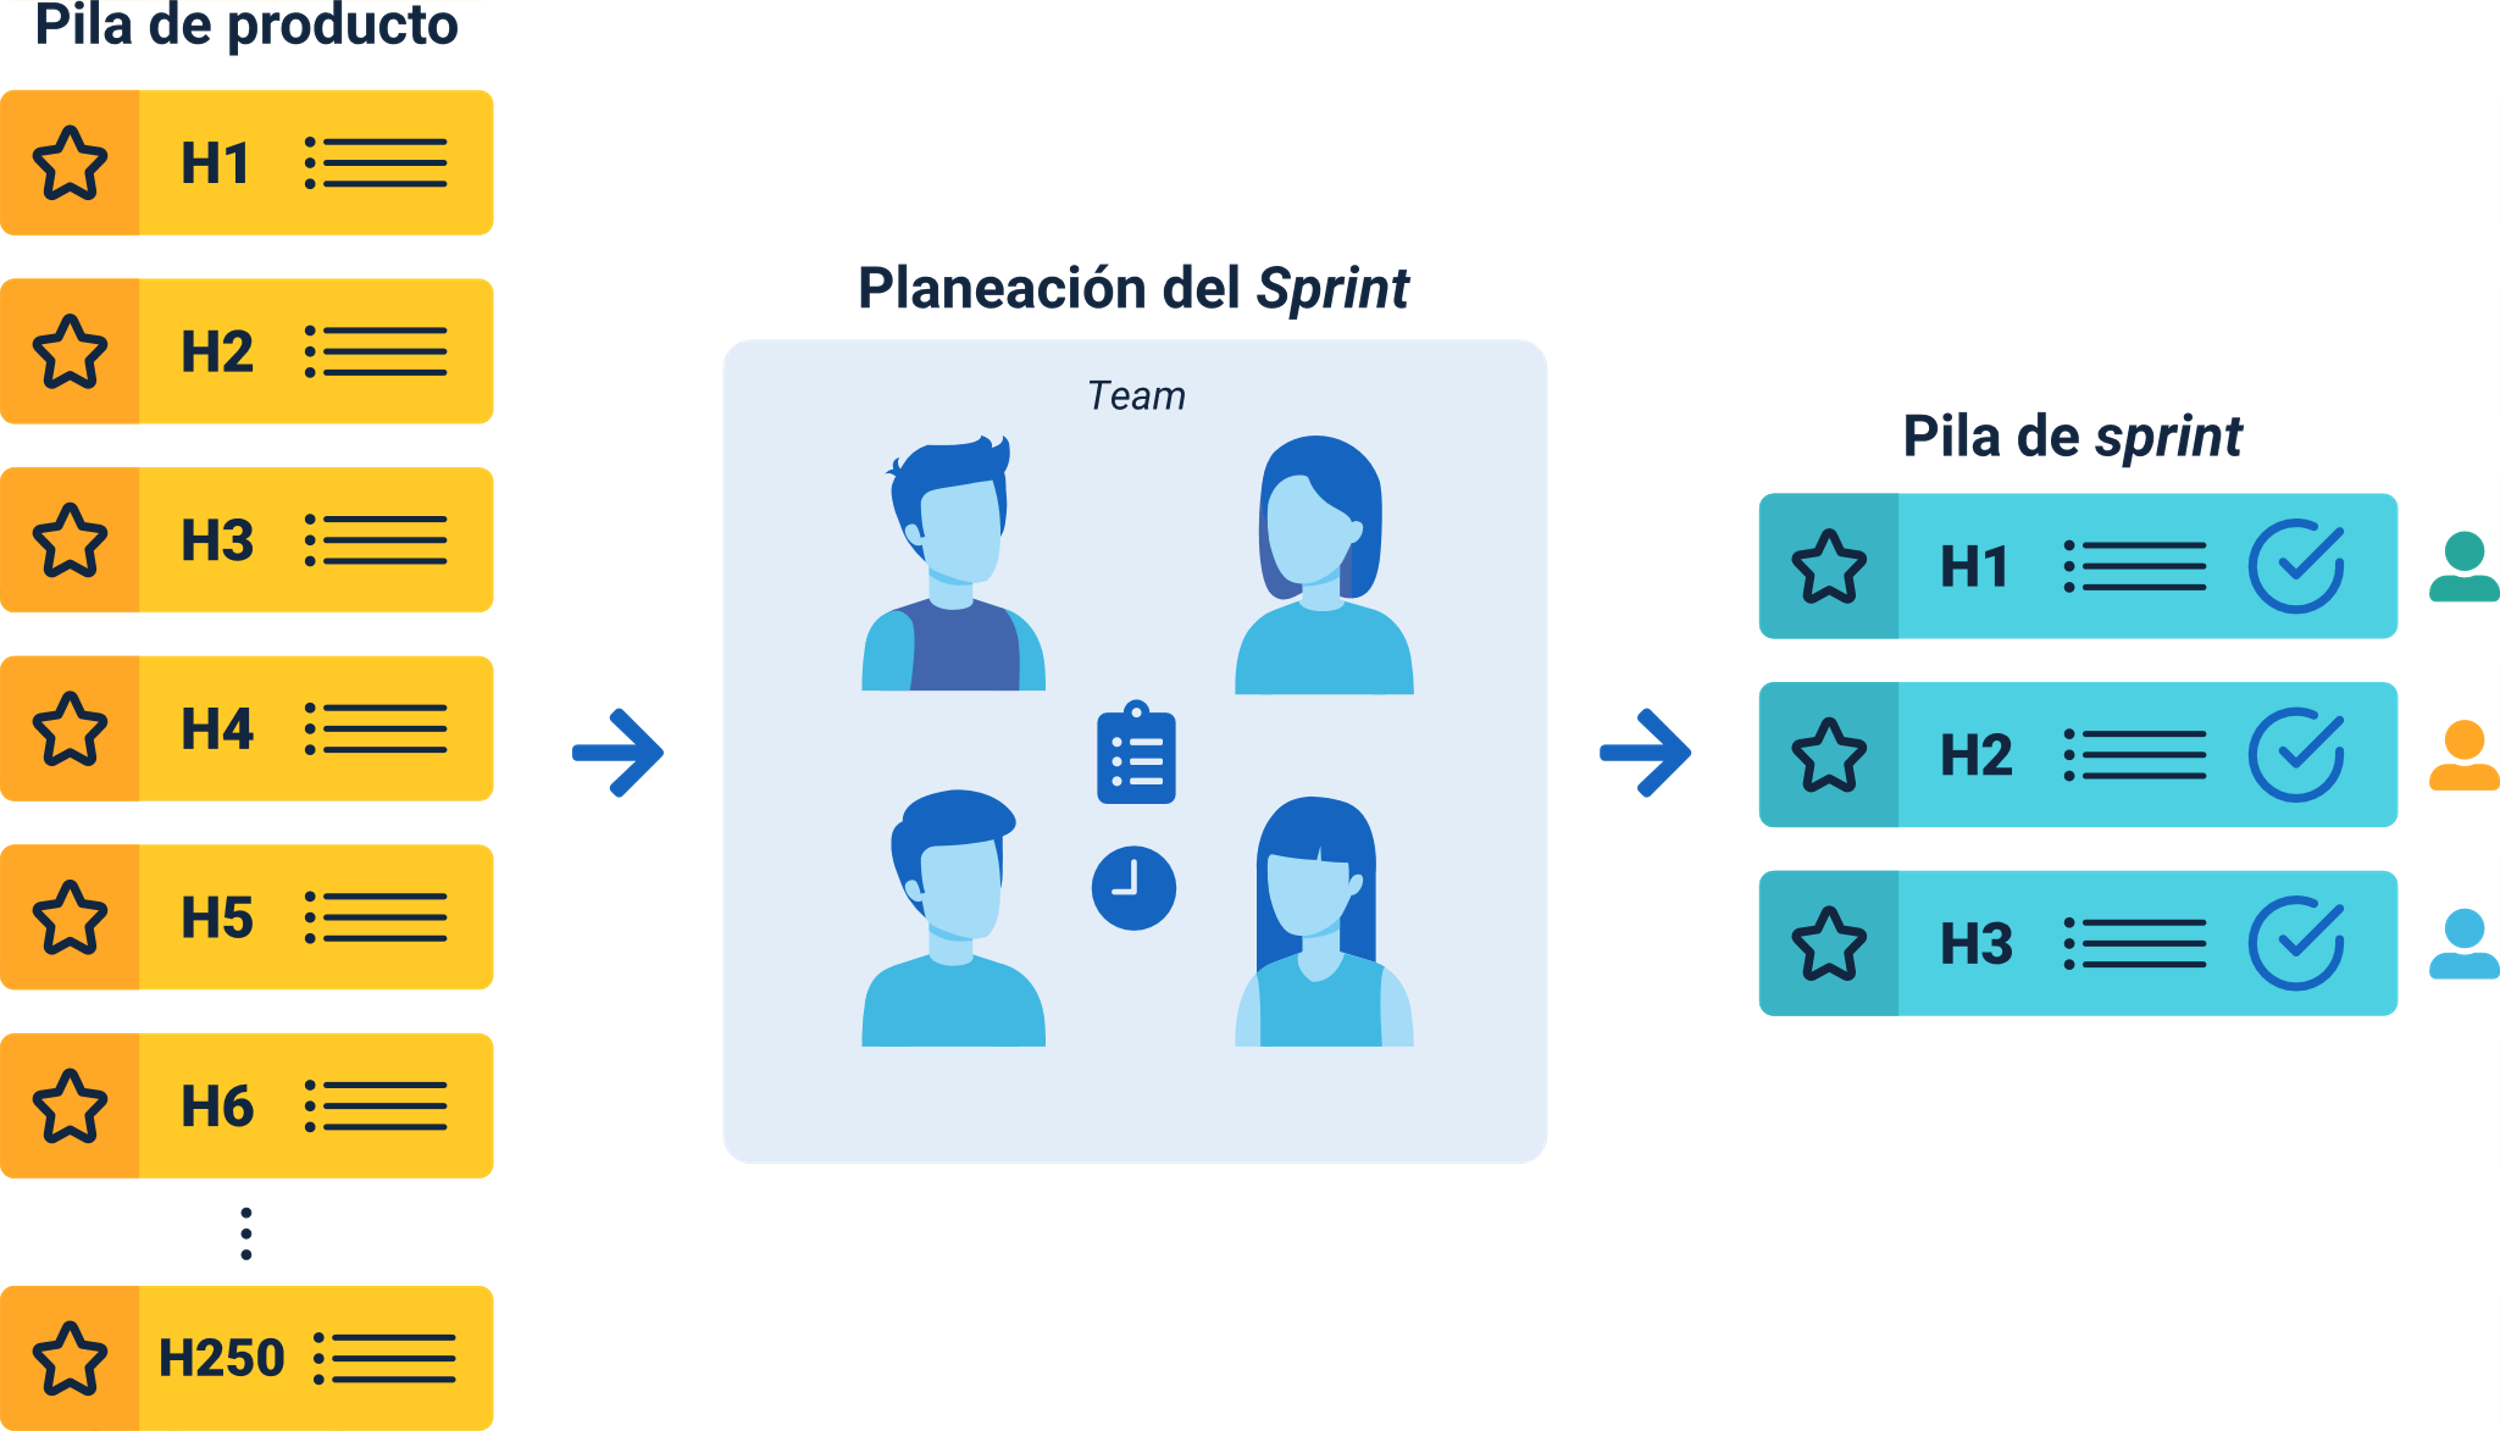 Pila de producto
H1
H2
H3
H4
H5
H6
H250
Planeación del Sprint
Team
Pila de sprint
H1
H2
H3